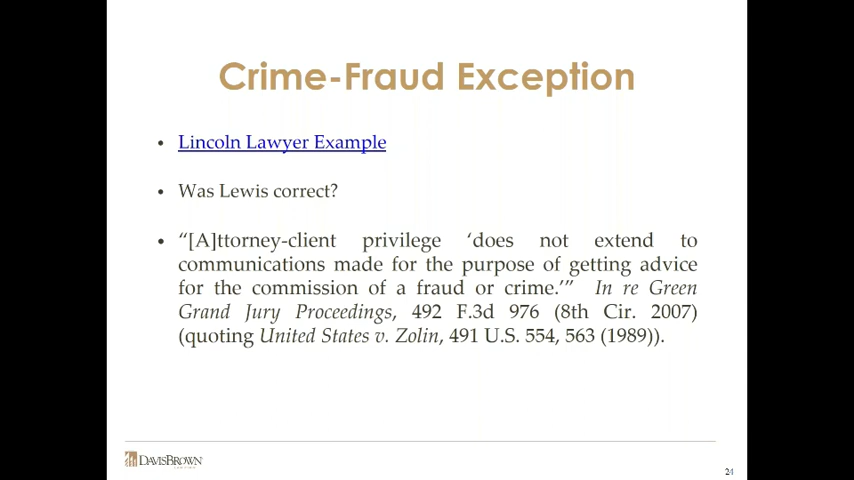 Crime-Fraud Exception
• Lincoln Lawyer Example
• Was Lewis correct?
• “[A]ttorney-client privilege ‘does not extend to
communications made for the purpose of getting advice
for the commission of a fraud or crime.’” In re Green
Grand Jury Proceedings, 492 F.3d 976 (8th Cir. 2007)
(quoting United States v. Zolin, 491 U.S. 554, 563 (1989)).
DAVISBROWN
24